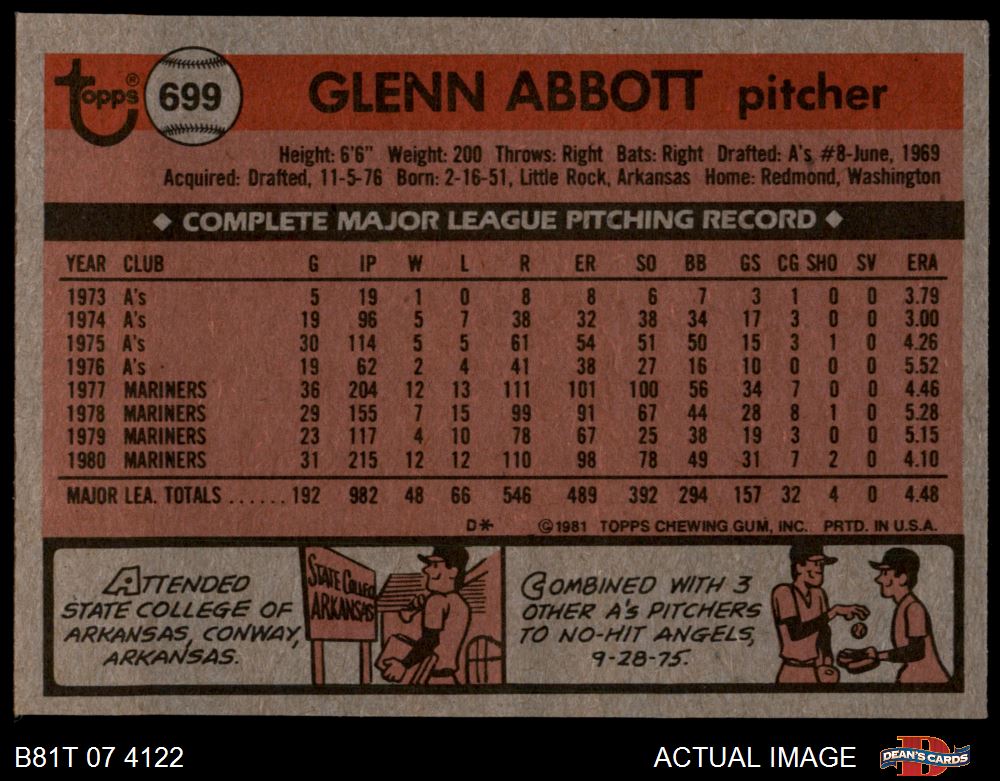 Topps® 699 GLENN ABBOTT pitcher
Height: 6'6" Weight: 200 Throws: Right Bats: Right Drafted: A's #8-June, 1969
Acquired: Drafted, 11-5-76 Born: 2-16-51, Little Rock, Arkansas Home: Redmond, Washington
◆ COMPLETE MAJOR LEAGUE PITCHING RECORD ◆
YEAR CLUB G IP W L R ER SO BB GS CG SHO SV ERA
1973 A's 5 19 1 0 8 8 6 7 3 1 0 0 3.79
1974 A's 19 96 5 7 38 32 38 34 17 3 0 0 3.00
1975 A's 30 114 5 5 61 54 51 50 15 3 1 0 4.26
1976 A's 19 62 2 4 41 38 27 16 10 0 0 0 5.52
1977 MARINERS 36 204 12 13 111 101 100 56 34 7 0 0 4.46
1978 MARINERS 29 155 7 15 99 91 67 44 28 8 1 0 5.28
1979 MARINERS 23 117 4 10 78 67 25 38 19 3 0 0 5.15
1980 MARINERS 31 215 12 12 110 98 78 49 31 7 2 0 4.10
MAJOR LEA. TOTALS ...... 192 982 48 66 546 489 392 294 157 32 4 0 4.48
D* ©1981 TOPPS CHEWING GUM, INC. PRTD. IN U.S.A.
ATTENDED
STATE COLLEGE OF
ARKANSAS, CONWAY,
ARKANSAS.
STATE COLLEG
ARKANSAS
COMBINED WITH 3
OTHER A's PITCHERS
TO NO-HIT ANGELS,
9-28-75.
B81T 07 4122 ACTUAL IMAGE DEAN'S CARDS